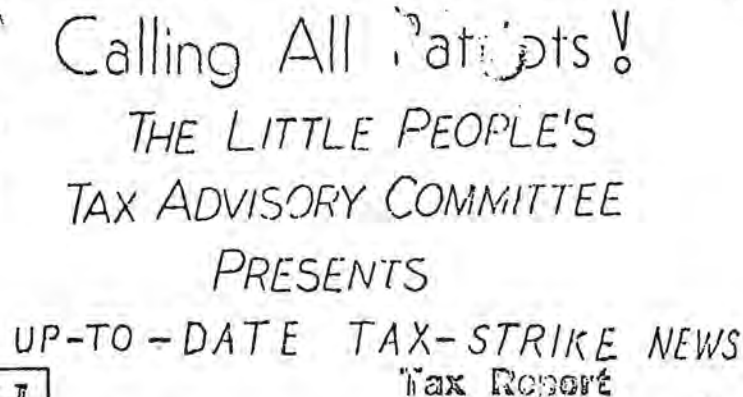 Calling All Patriots!
THE LITTLE PEOPLE'S
TAX ADVISORY COMMITTEE
PRESENTS
UP-TO-DATE TAX-STRIKE NEWS
Tax Report